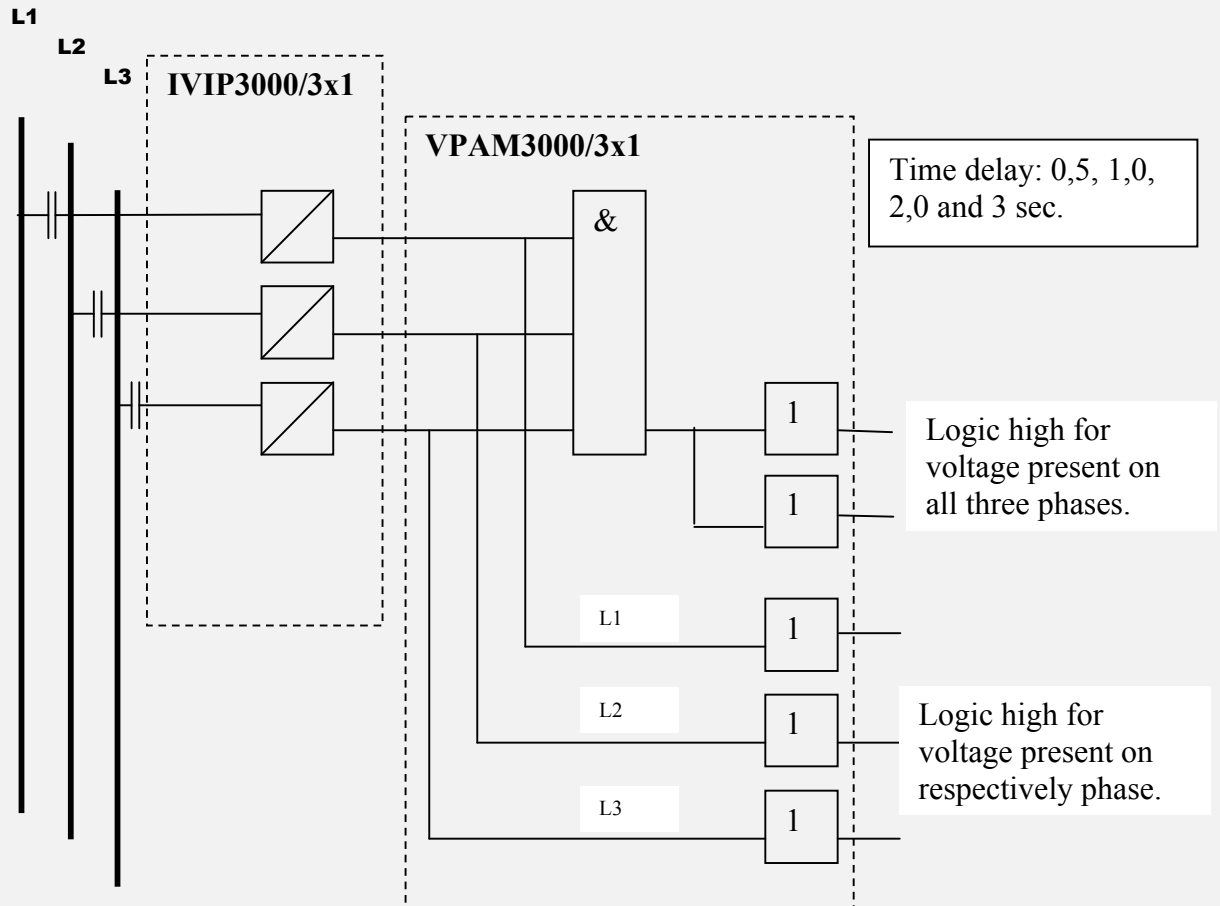 L1
L2
L3
IVIP3000/3x1
VPAM3000/3x1
Time delay: 0,5, 1,0,
2,0 and 3 sec.
&
1
Logic high for
voltage present on
all three phases.
1
L1
1
L2
1
Logic high for
voltage present on
respectively phase.
L3
1